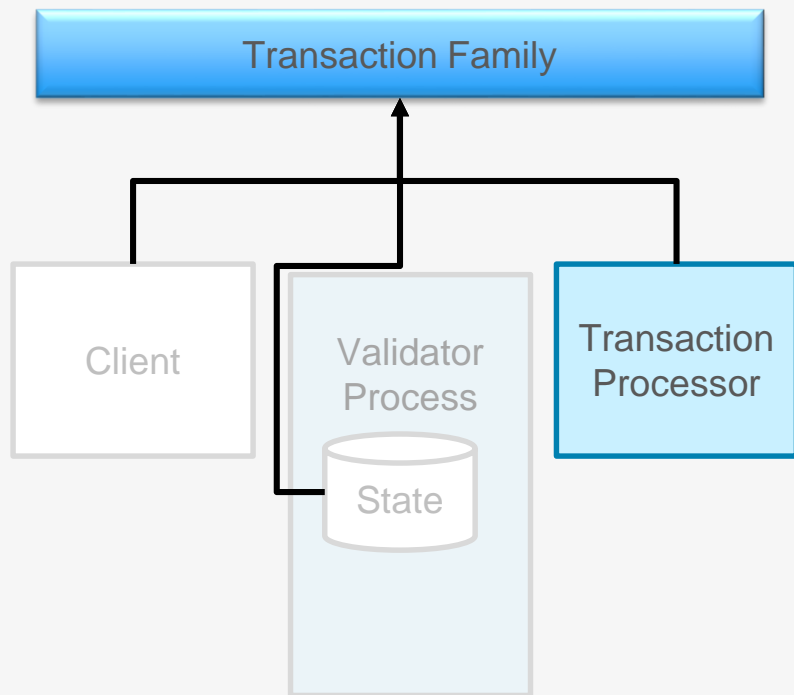 Transaction Family
Client
Validator
Process
State
Transaction
Processor